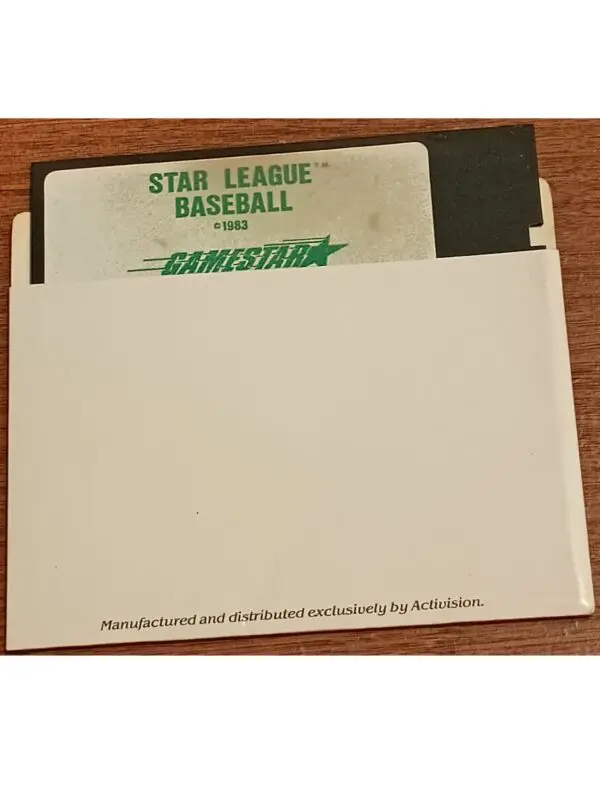 STAR LEAGUE™
BASEBALL
©1983
GAMESTAR
Manufactured and distributed exclusively by Activision.